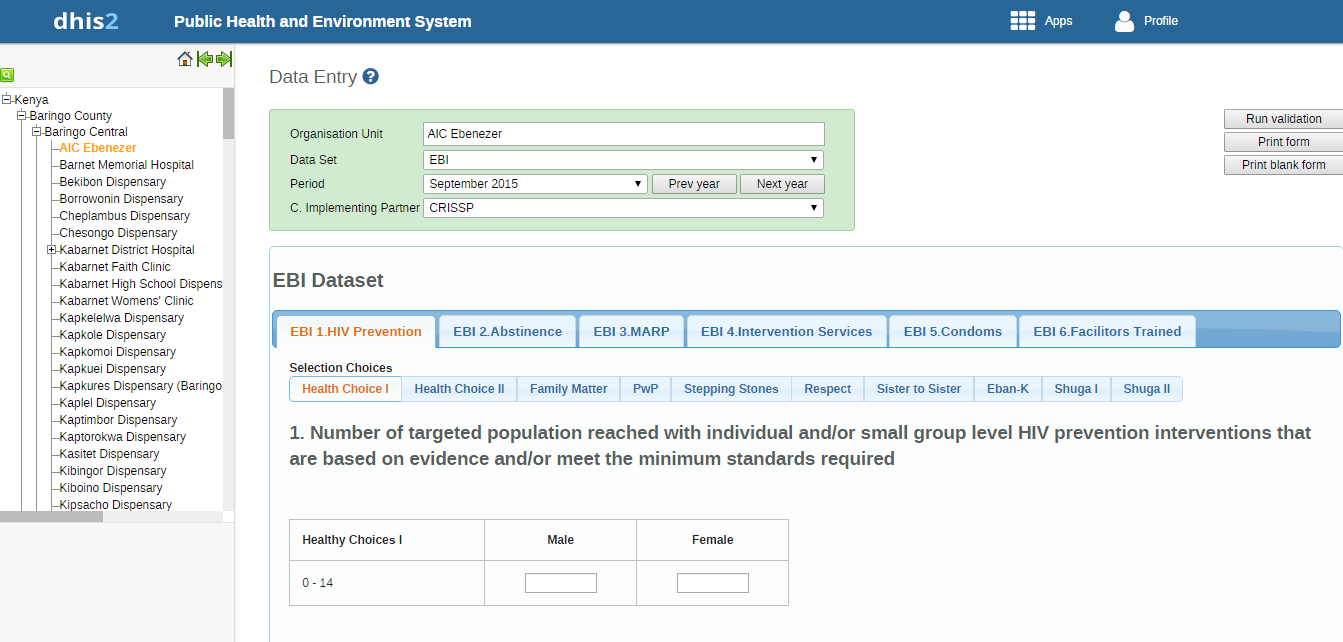 dhis2 Public Health and Environment System Apps Profile
Kenya
Baringo County
Baringo Central
AIC Ebenezer
Barnet Memorial Hospital
Bekibon Dispensary
Borrowonin Dispensary
Cheplambus Dispensary
Chesongo Dispensary
Kabarnet District Hospital
Kabarnet Faith Clinic
Kabarnet High School Dispens
Kabarnet Womens' Clinic
Kapkelelwa Dispensary
Kapkole Dispensary
Kapkomoi Dispensary
Kapkuei Dispensary
Kapkures Dispensary (Baringo
Kaplel Dispensary
Kaptimbor Dispensary
Kaptorokwa Dispensary
Kasitet Dispensary
Kibingor Dispensary
Kiboino Dispensary
Kipsacho Dispensary
Data Entry ?
Organisation Unit AIC Ebenezer
Data Set EBI
Period September 2015 Prev year Next year
C. Implementing Partner CRISSP
Run validation
Print form
Print blank form
EBI Dataset
EBI 1.HIV Prevention EBI 2.Abstinence EBI 3.MARP EBI 4.Intervention Services EBI 5.Condoms EBI 6.Facilitors Trained
Selection Choices
Health Choice I Health Choice II Family Matter PwP Stepping Stones Respect Sister to Sister Eban-K Shuga I Shuga II
1. Number of targeted population reached with individual and/or small group level HIV prevention interventions that
are based on evidence and/or meet the minimum standards required
Healthy Choices I Male Female
0 - 14